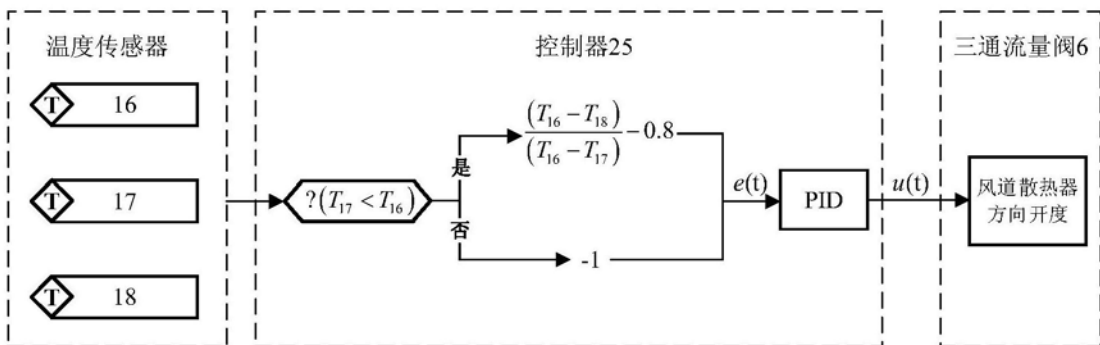 温度传感器
T 16
T 17
T 18
控制器25
?(T₁₇ < T₁₆)
是
否
(T₁₆ − T₁₈)
(T₁₆ − T₁₇)
− 0.8
-1
e(t)
PID
u(t)
三通流量阀6
风道散热器
方向开度